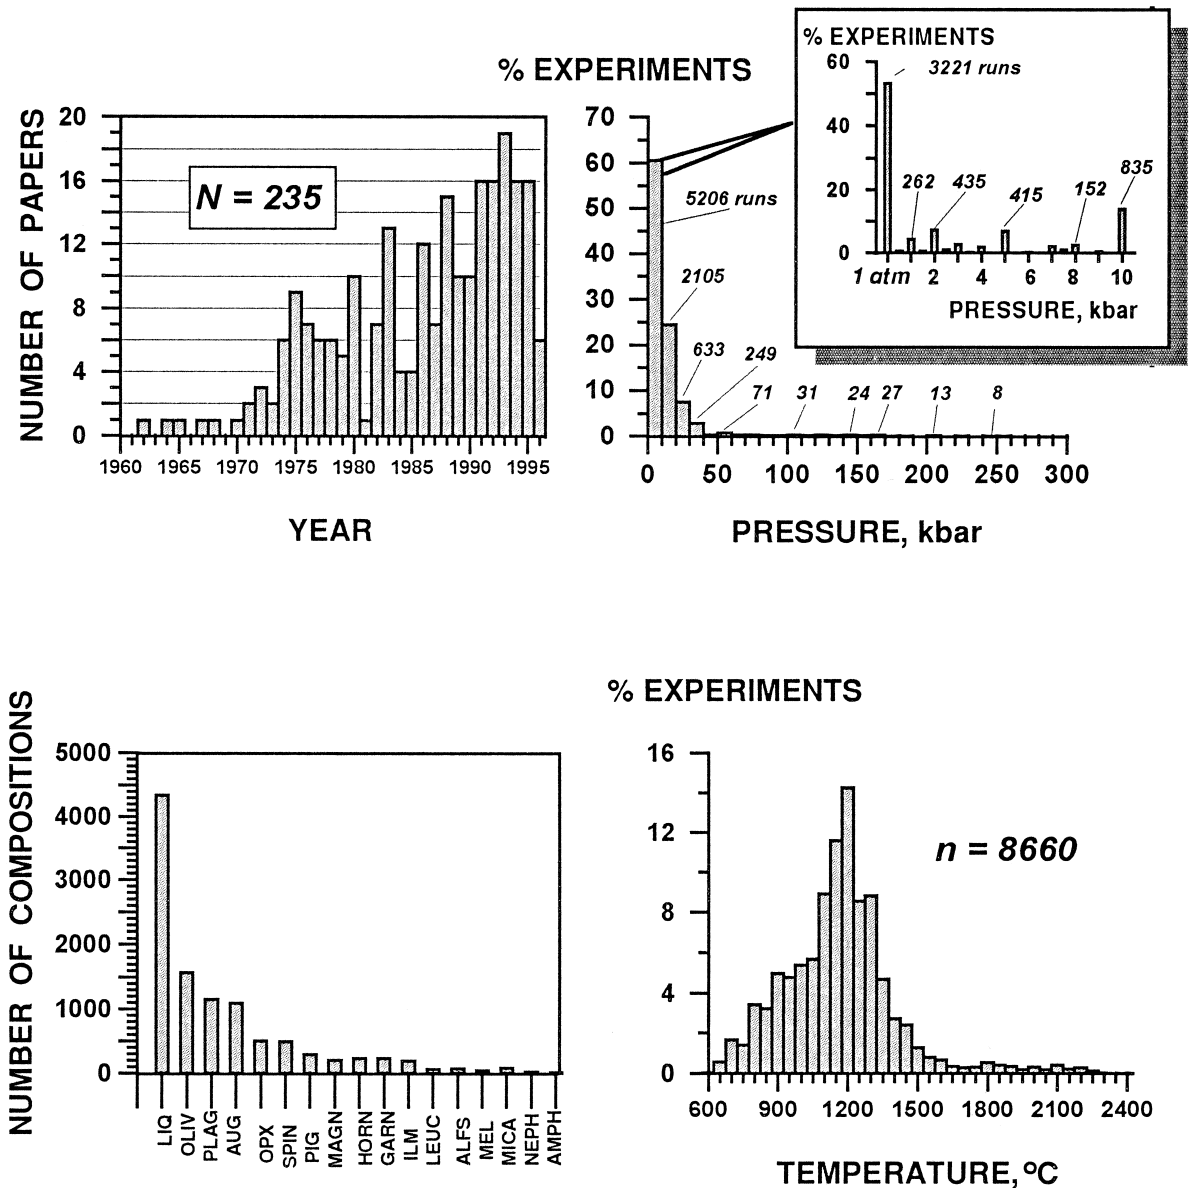 NUMBER OF PAPERS
20
16
12
8
4
0
N = 235
1960 1965 1970 1975 1980 1985 1990 1995
YEAR
% EXPERIMENTS
70
60
50
40
30
20
10
0
5206 runs
2105
633
249
71
31
24
27
13
8
0 50 100 150 200 250 300
PRESSURE, kbar
% EXPERIMENTS
60
40
20
0
3221 runs
262
435
415
152
835
1 atm 2 4 6 8 10
PRESSURE, kbar
NUMBER OF COMPOSITIONS
5000
4000
3000
2000
1000
0
LIQ
OLIV
PLAG
AUG
OPX
SPIN
PIG
MAGN
HORN
GARN
ILM
LEUC
ALFS
MEL
MICA
NEPH
AMPH
% EXPERIMENTS
16
12
8
4
0
n = 8660
600 900 1200 1500 1800 2100 2400
TEMPERATURE, °C